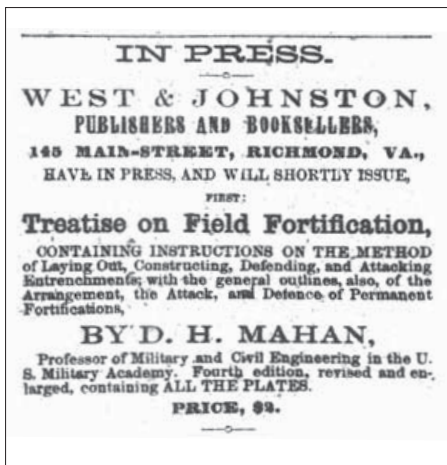 IN PRESS.
WEST & JOHNSTON,
PUBLISHERS AND BOOKSELLERS,
145 MAIN-STREET, RICHMOND, VA.,
HAVE IN PRESS, AND WILL SHORTLY ISSUE,
FIRST:
Treatise on Field Fortification,
CONTAINING INSTRUCTIONS ON THE METHOD
of Laying Out, Constructing, Defending, and Attacking
Entrenchments; with the general outlines, also, of the
Arrangement, the Attack, and Defence of Permanent
Fortifications,
BY D. H. MAHAN,
Professor of Military and Civil Engineering in the U.
S. Military Academy. Fourth edition, revised and en-
larged, containing ALL THE PLATES.
PRICE, $2.